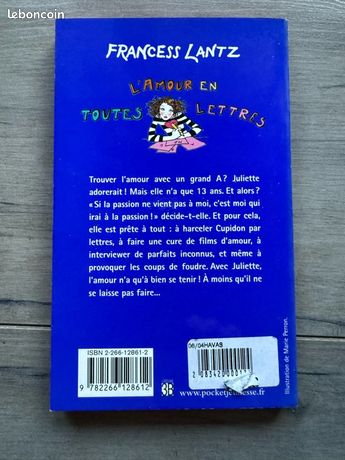 leboncoin
FRANCESS LANTZ
L'AMOUR EN
TOUTES LETTRES
Trouver l'amour avec un grand A ? Juliette
adorerait ! Mais elle n'a que 13 ans. Et alors ?
« Si la passion ne vient pas à moi, c'est moi qui
irai à la passion ! » décide-t-elle. Et pour cela,
elle est prête à tout : à harceler Cupidon par
lettres, à faire une cure de films d'amour, à
interviewer de parfaits inconnus, et même à
provoquer les coups de foudre. Avec Juliette,
l'amour n'a qu'à bien se tenir ! À moins qu'il ne
se laisse pas faire...
ISBN 2-266-12861-2
9 782266 128612
06/04HAVAS
www.pocketjeunesse.fr
Illustration de Marie Perron.